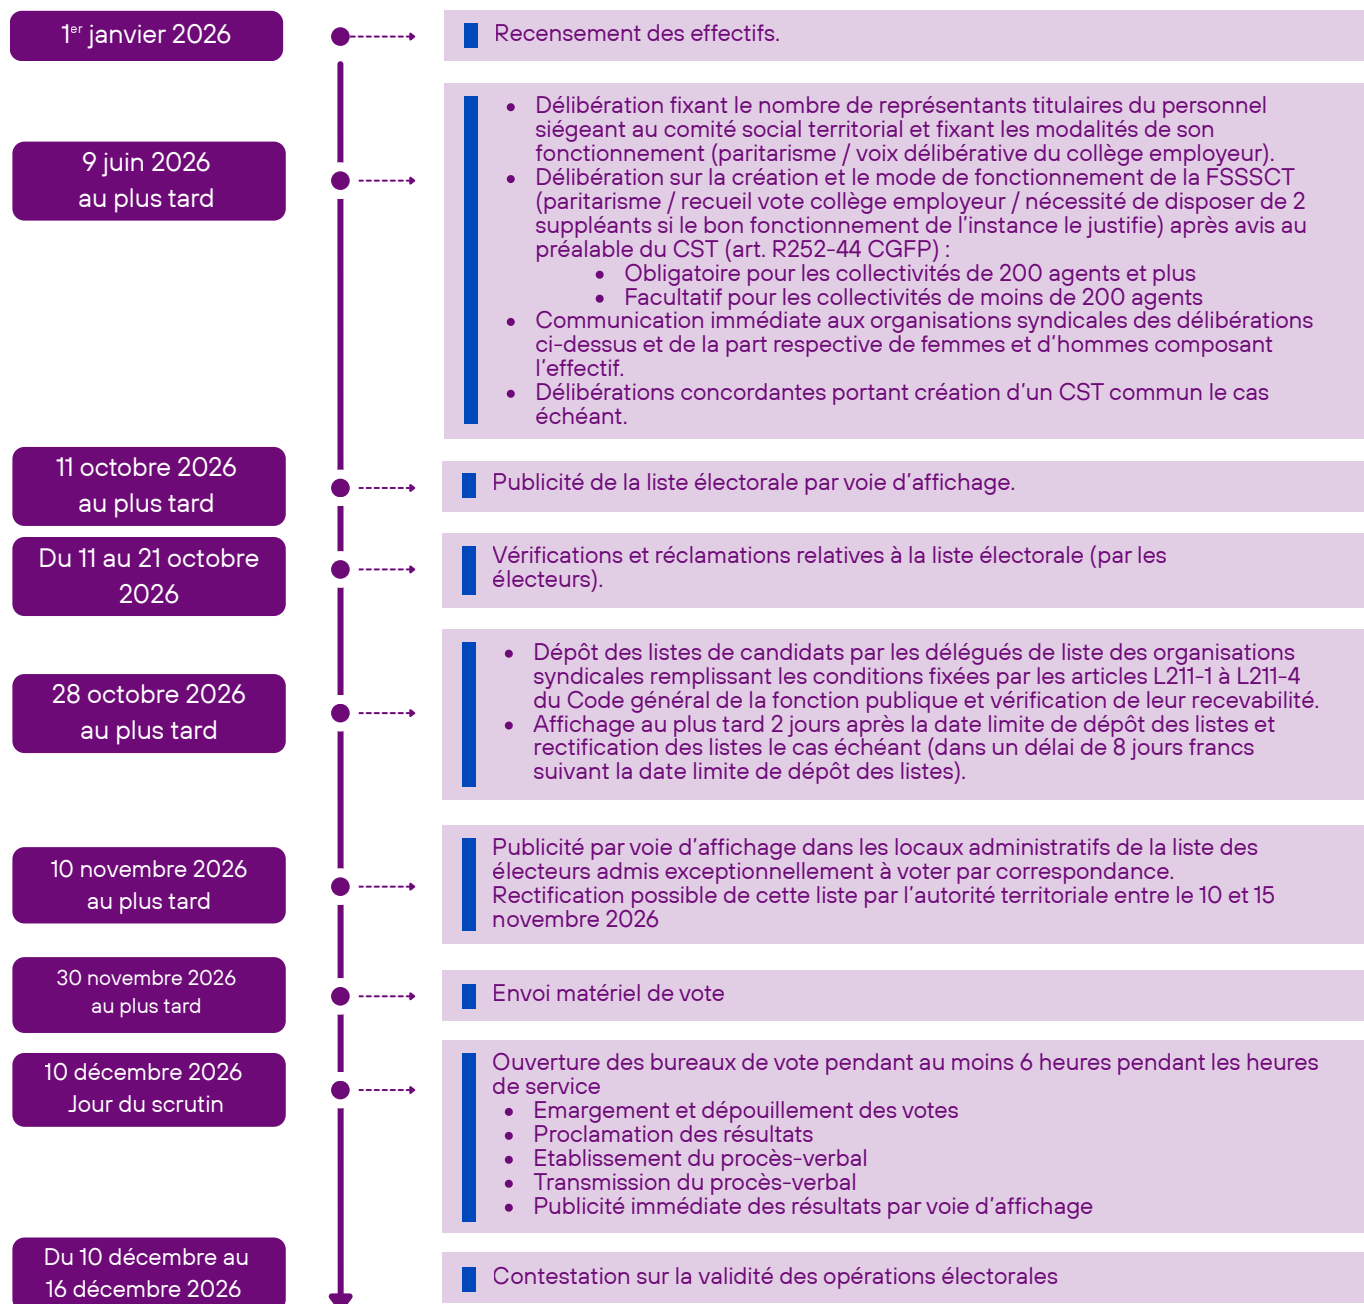 1er janvier 2026
Recensement des effectifs.
9 juin 2026
au plus tard
• Délibération fixant le nombre de représentants titulaires du personnel
siégeant au comité social territorial et fixant les modalités de son
fonctionnement (paritarisme / voix délibérative du collège employeur).
• Délibération sur la création et le mode de fonctionnement de la FSSSCT
(paritarisme / recueil vote collège employeur / nécessité de disposer de 2
suppléants si le bon fonctionnement de l'instance le justifie) après avis au
préalable du CST (art. R252-44 CGFP) :
• Obligatoire pour les collectivités de 200 agents et plus
• Facultatif pour les collectivités de moins de 200 agents
• Communication immédiate aux organisations syndicales des délibérations
ci-dessus et de la part respective de femmes et d'hommes composant
l'effectif.
• Délibérations concordantes portant création d'un CST commun le cas
échéant.
11 octobre 2026
au plus tard
Publicité de la liste électorale par voie d'affichage.
Du 11 au 21 octobre
2026
Vérifications et réclamations relatives à la liste électorale (par les
électeurs).
28 octobre 2026
au plus tard
• Dépôt des listes de candidats par les délégués de liste des organisations
syndicales remplissant les conditions fixées par les articles L211-1 à L211-4
du Code général de la fonction publique et vérification de leur recevabilité.
• Affichage au plus tard 2 jours après la date limite de dépôt des listes et
rectification des listes le cas échéant (dans un délai de 8 jours francs
suivant la date limite de dépôt des listes).
10 novembre 2026
au plus tard
Publicité par voie d'affichage dans les locaux administratifs de la liste des
électeurs admis exceptionnellement à voter par correspondance.
Rectification possible de cette liste par l'autorité territoriale entre le 10 et 15
novembre 2026
30 novembre 2026
au plus tard
Envoi matériel de vote
10 décembre 2026
Jour du scrutin
Ouverture des bureaux de vote pendant au moins 6 heures pendant les heures
de service
• Emargement et dépouillement des votes
• Proclamation des résultats
• Etablissement du procès-verbal
• Transmission du procès-verbal
• Publicité immédiate des résultats par voie d'affichage
Du 10 décembre au
16 décembre 2026
Contestation sur la validité des opérations électorales